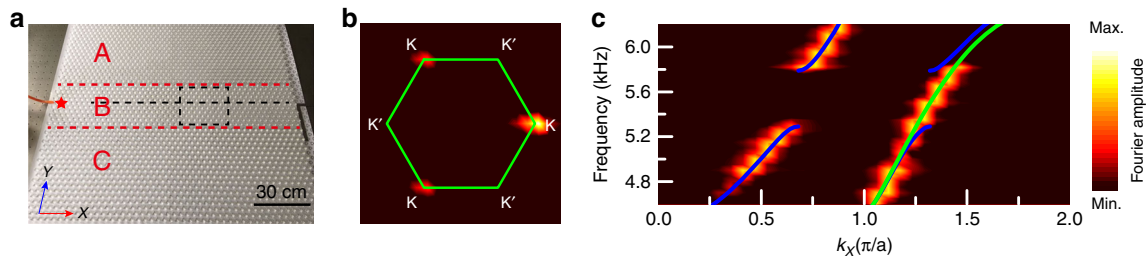 a
A
B
C
Y
X
30 cm
b
K
K′
K′
K
K
K′
c
Frequency (kHz)
6.0
5.6
5.2
4.8
0.0
0.5
1.0
1.5
2.0
k_X(π/a)
Max.
Fourier amplitude
Min.